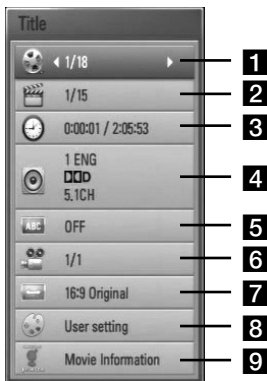 Title
1/18
1
1/15
2
0:00:01 / 2:05:53
3
1 ENG
D
5.1CH
4
ABC
OFF
5
1/1
6
16:9 Original
7
User setting
8
Movie Information
9